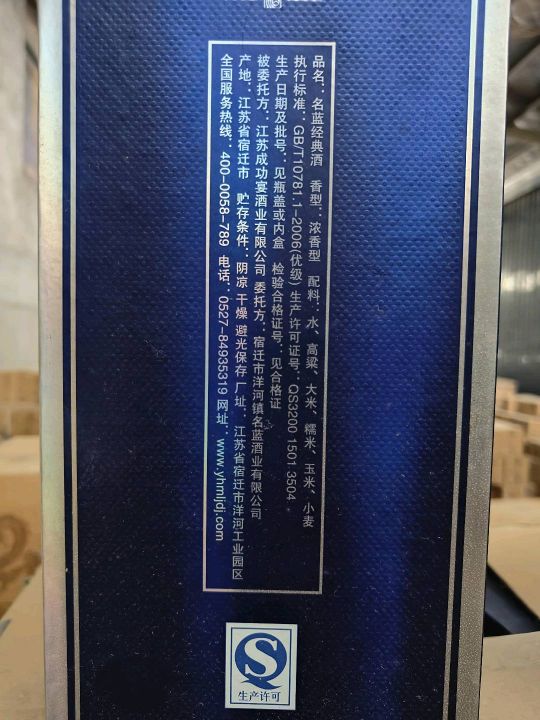 品名：名蓝经典酒 香型：浓香型 配料：水、高粱、大米、糯米、玉米、小麦
执行标准：GB/T10781.1-2006(优级) 生产许可证号：QS3200 1501 3504
生产日期及批号：见瓶盖或内盒 检验合格证号：见合格证
被委托方：江苏成功宴酒业有限公司 委托方：宿迁市洋河镇名蓝酒业有限公司
产地：江苏省宿迁市 贮存条件：阴凉 干燥 避光保存 厂址：江苏省宿迁市洋河工业园区
全国服务热线：400-0058-789 电话：0527-84935319 网址：www.yhmljdj.com
生产许可